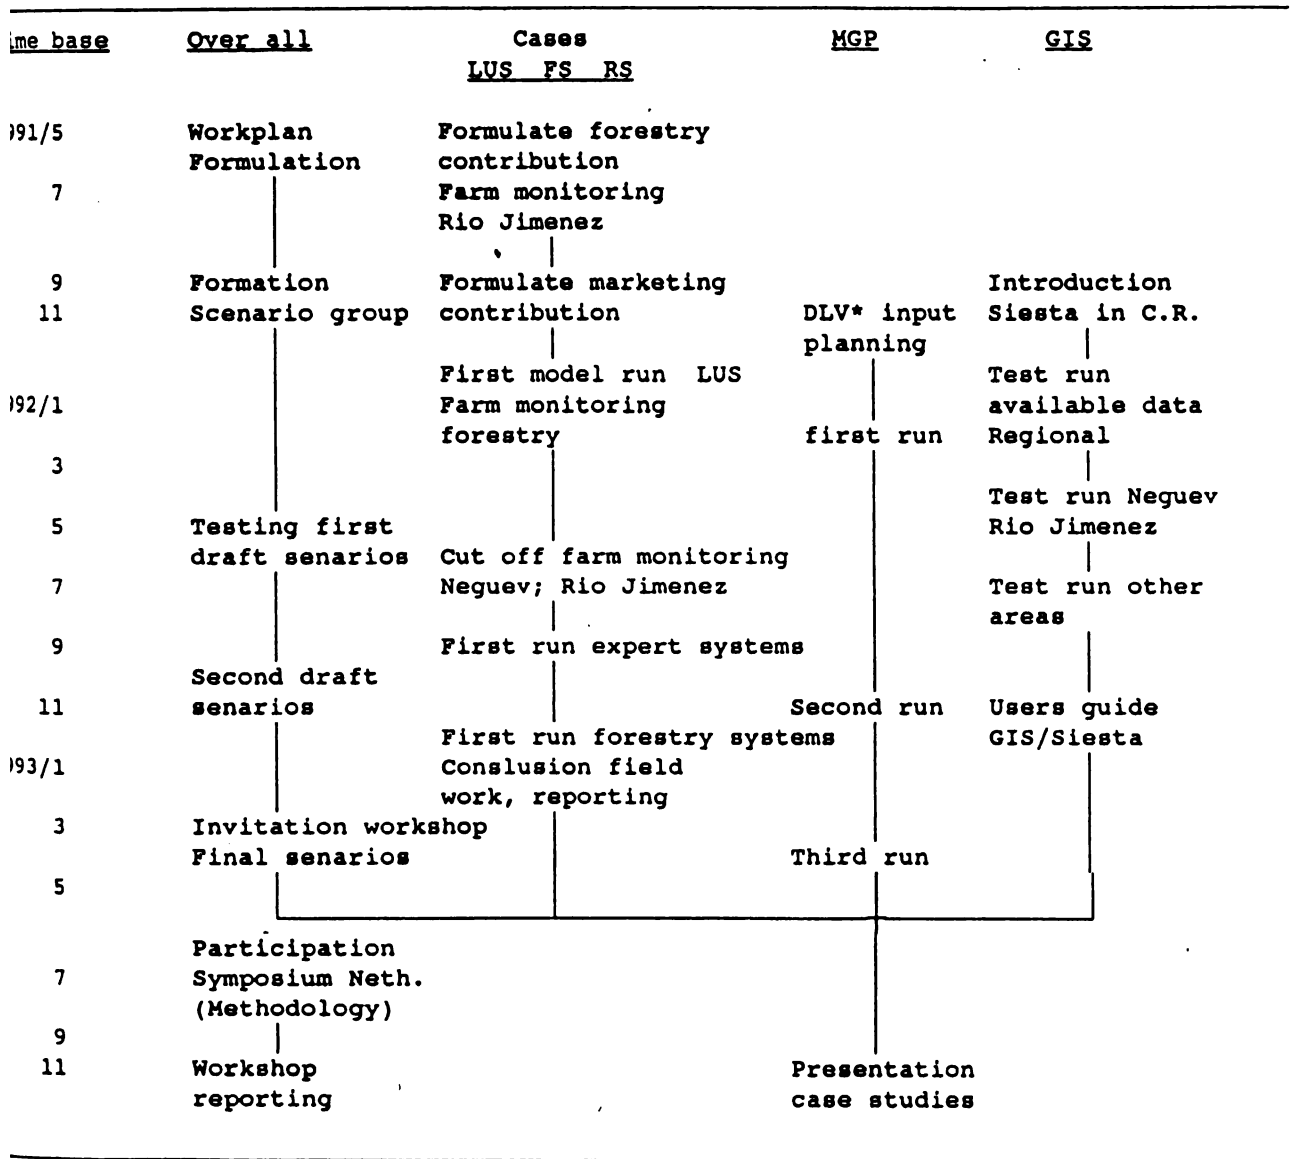 ime base Over all Cases MGP GIS
LUS FS RS
991/5 Workplan Formulate forestry
Formulation contribution
7 Farm monitoring
Rio Jimenez
9 Formation Formulate marketing Introduction
11 Scenario group contribution DLV* input Siesta in C.R.
planning
First model run LUS Test run
992/1 Farm monitoring available data
forestry first run Regional
3
Test run Neguev
5 Testing first Rio Jimenez
draft senarios Cut off farm monitoring
7 Neguev; Rio Jimenez Test run other
areas
9 First run expert systems
Second draft
11 senarios Second run Users guide
First run forestry systems GIS/Siesta
993/1 Conslusion field
work, reporting
3 Invitation workshop
Final senarios Third run
5
Participation
7 Symposium Neth.
(Methodology)
9
11 Workshop Presentation
reporting case studies